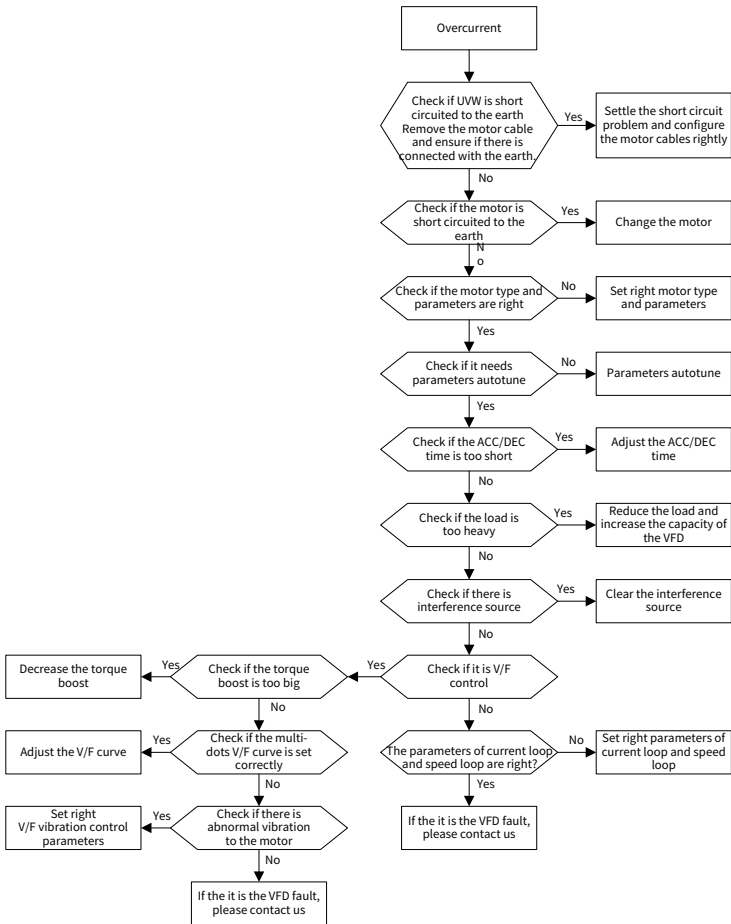 Overcurrent
Check if UVW is short
circuited to the earth
Remove the motor cable
and ensure if there is
connected with the earth.
Yes
Settle the short circuit
problem and configure
the motor cables rightly
No
Check if the motor is
short circuited to the
earth
Yes
Change the motor
N
o
Check if the motor type and
parameters are right
No
Set right motor type
and parameters
Yes
Check if it needs
parameters autotune
No
Parameters autotune
Yes
Check if the ACC/DEC
time is too short
Yes
Adjust the ACC/DEC
time
No
Check if the load is
too heavy
Yes
Reduce the load and
increase the capacity of
the VFD
No
Check if there is
interference source
Yes
Clear the interference
source
No
Check if it is V/F
control
Yes
Check if the torque
boost is too big
Yes
Decrease the torque
boost
No
No
Check if the multi-
dots V/F curve is set
correctly
Yes
Adjust the V/F curve
The parameters of current loop
and speed loop are right?
No
Set right parameters of
current loop and speed
loop
No
Yes
Check if there is
abnormal vibration
to the motor
Yes
Set right
V/F vibration control
parameters
If the it is the VFD fault,
please contact us
No
If the it is the VFD fault,
please contact us